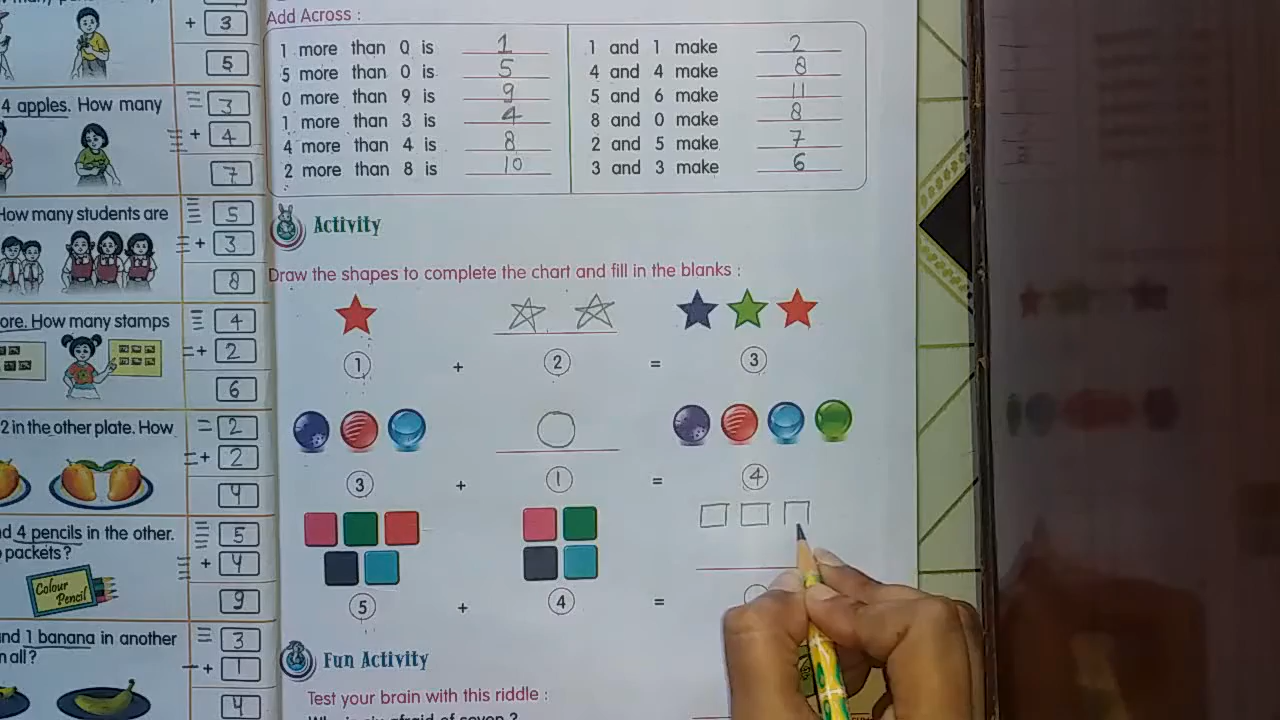 + 3
5
4 apples. How many
3
+ 4
7
How many students are
5
+ 3
8
ore. How many stamps
4
+ 2
6
2 in the other plate. How
2
+ 2
4
nd 4 pencils in the other.
packets?
5
+ 4
Colour
Pencil
9
and 1 banana in another
n all?
3
+ 1
4
Add Across :
1 more than 0 is 1
5 more than 0 is 5
0 more than 9 is 9
1 more than 3 is 4
4 more than 4 is 8
2 more than 8 is 10
1 and 1 make 2
4 and 4 make 8
5 and 6 make 11
8 and 0 make 8
2 and 5 make 7
3 and 3 make 6
Activity
Draw the shapes to complete the chart and fill in the blanks :
1 + 2 = 3
3 + 1 = 4
5 + 4 =
Fun Activity
Test your brain with this riddle :
Why is six afraid of seven ?